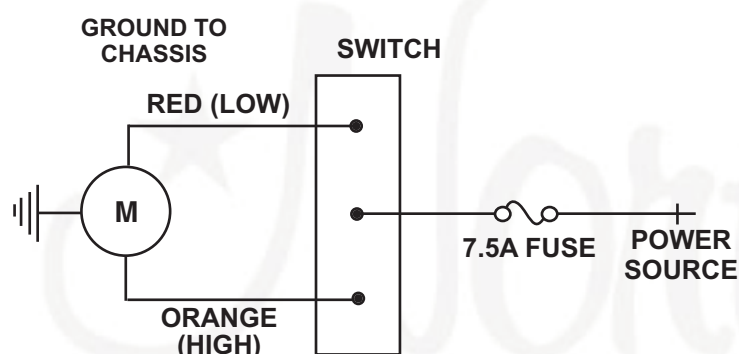 GROUND TO
CHASSIS
SWITCH
RED (LOW)
M
7.5A FUSE
POWER
SOURCE
ORANGE
(HIGH)